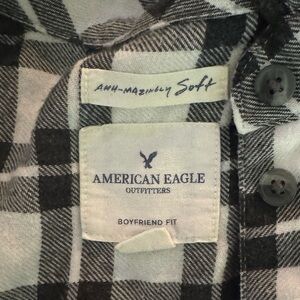 AHH-MAZINGLY Soft
AMERICAN EAGLE
OUTFITTERS
BOYFRIEND FIT